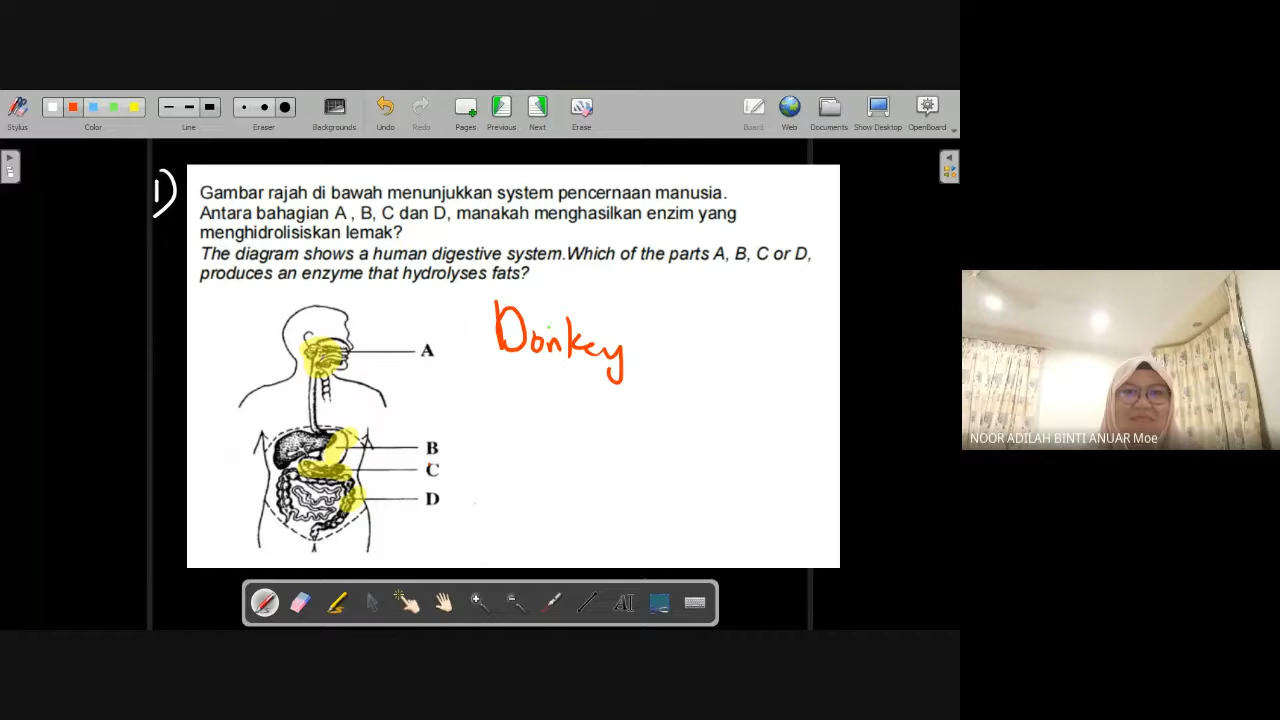 Stylus
Color
Line
Eraser
Backgrounds
Undo
Redo
Pages
Previous
Next
Erase
Board
Web
Documents
Show Desktop
OpenBoard
1)
Gambar rajah di bawah menunjukkan system pencernaan manusia.
Antara bahagian A , B, C dan D, manakah menghasilkan enzim yang
menghidrolisiskan lemak?
The diagram shows a human digestive system.Which of the parts A, B, C or D,
produces an enzyme that hydrolyses fats?
Donkey
A
B
C
D
AI
NOOR ADILAH BINTI ANUAR Moe